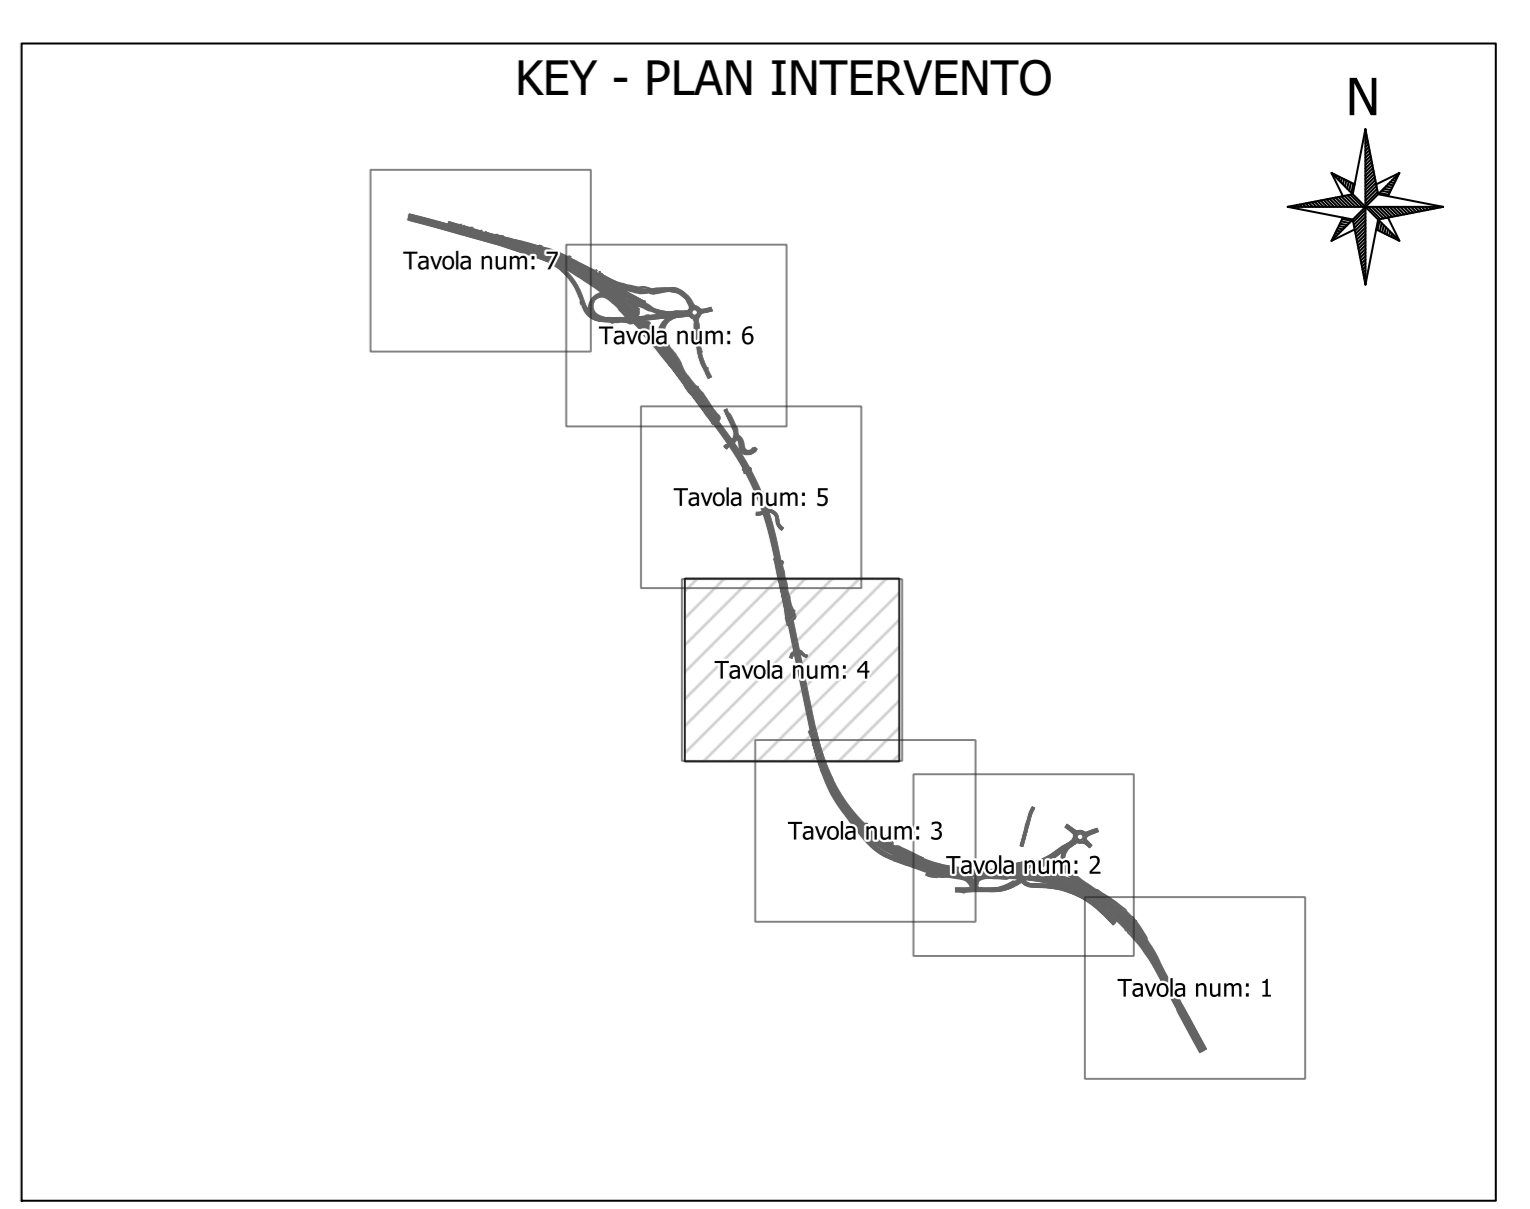 KEY - PLAN INTERVENTO
N
Tavola num: 7
Tavola num: 6
Tavola num: 5
Tavola num: 4
Tavola num: 3
Tavola num: 2
Tavola num: 1